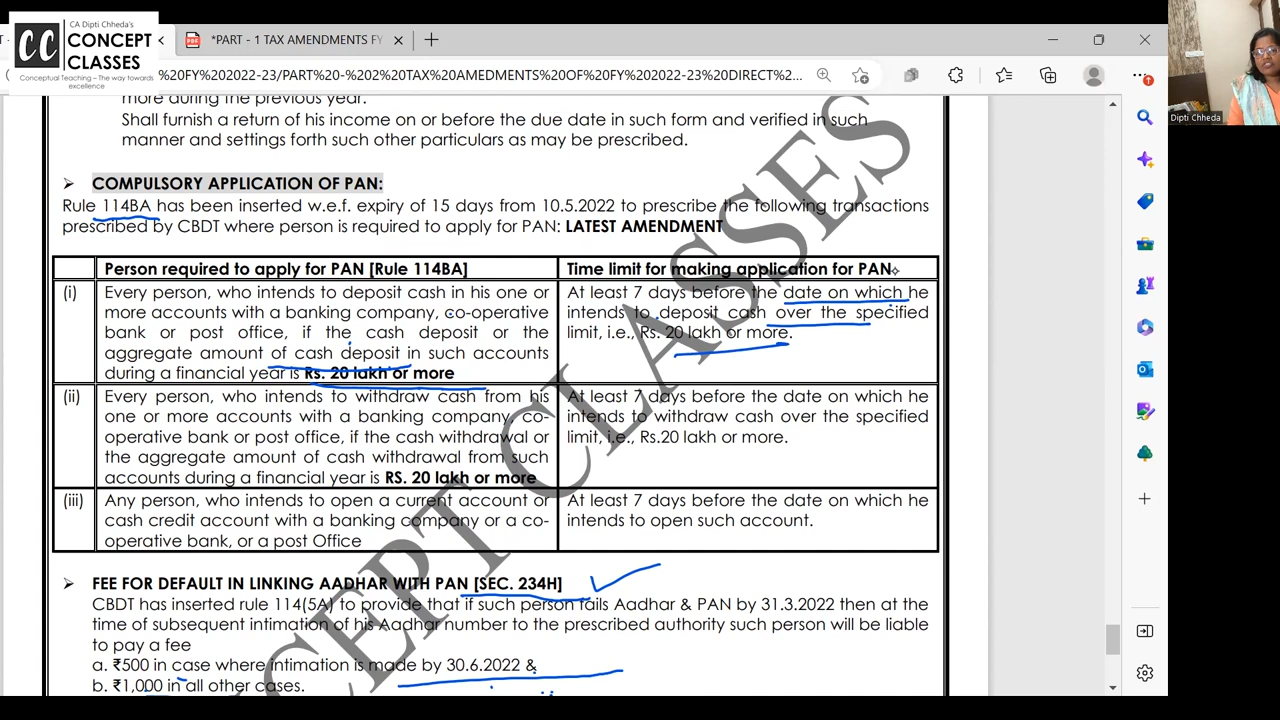 CA Dipti Chheda's
CONCEPT
CLASSES
Conceptual Teaching – The way towards
excellence
CC
*PART - 1 TAX AMENDMENTS FY
%20FY%202022-23/PART%20-%202%20TAX%20AMEDMENTS%20OF%20FY%202022-23%20DIRECT%2...
Dipti Chheda
more during the previous year.
Shall furnish a return of his income on or before the due date in such form and verified in such
manner and settings forth such other particulars as may be prescribed.
COMPULSORY APPLICATION OF PAN:
Rule 114BA has been inserted w.e.f. expiry of 15 days from 10.5.2022 to prescribe the following transactions
prescribed by CBDT where person is required to apply for PAN: LATEST AMENDMENT
Person required to apply for PAN [Rule 114BA]
Time limit for making application for PAN
(i)
Every person, who intends to deposit cash in his one or
more accounts with a banking company, co-operative
bank or post office, if the cash deposit or the
aggregate amount of cash deposit in such accounts
during a financial year is Rs. 20 lakh or more
At least 7 days before the date on which he
intends to deposit cash over the specified
limit, i.e., Rs. 20 lakh or more.
(ii)
Every person, who intends to withdraw cash from his
one or more accounts with a banking company, co-
operative bank or post office, if the cash withdrawal or
the aggregate amount of cash withdrawal from such
accounts during a financial year is RS. 20 lakh or more
At least 7 days before the date on which he
intends to withdraw cash over the specified
limit, i.e., Rs.20 lakh or more.
(iii)
Any person, who intends to open a current account or
cash credit account with a banking company or a co-
operative bank, or a post Office
At least 7 days before the date on which he
intends to open such account.
FEE FOR DEFAULT IN LINKING AADHAR WITH PAN [SEC. 234H]
CBDT has inserted rule 114(5A) to provide that if such person fails Aadhar & PAN by 31.3.2022 then at the
time of subsequent intimation of his Aadhar number to the prescribed authority such person will be liable
to pay a fee
a. ₹500 in case where intimation is made by 30.6.2022 &
b. ₹1,000 in all other cases.
CEPT CLASSES